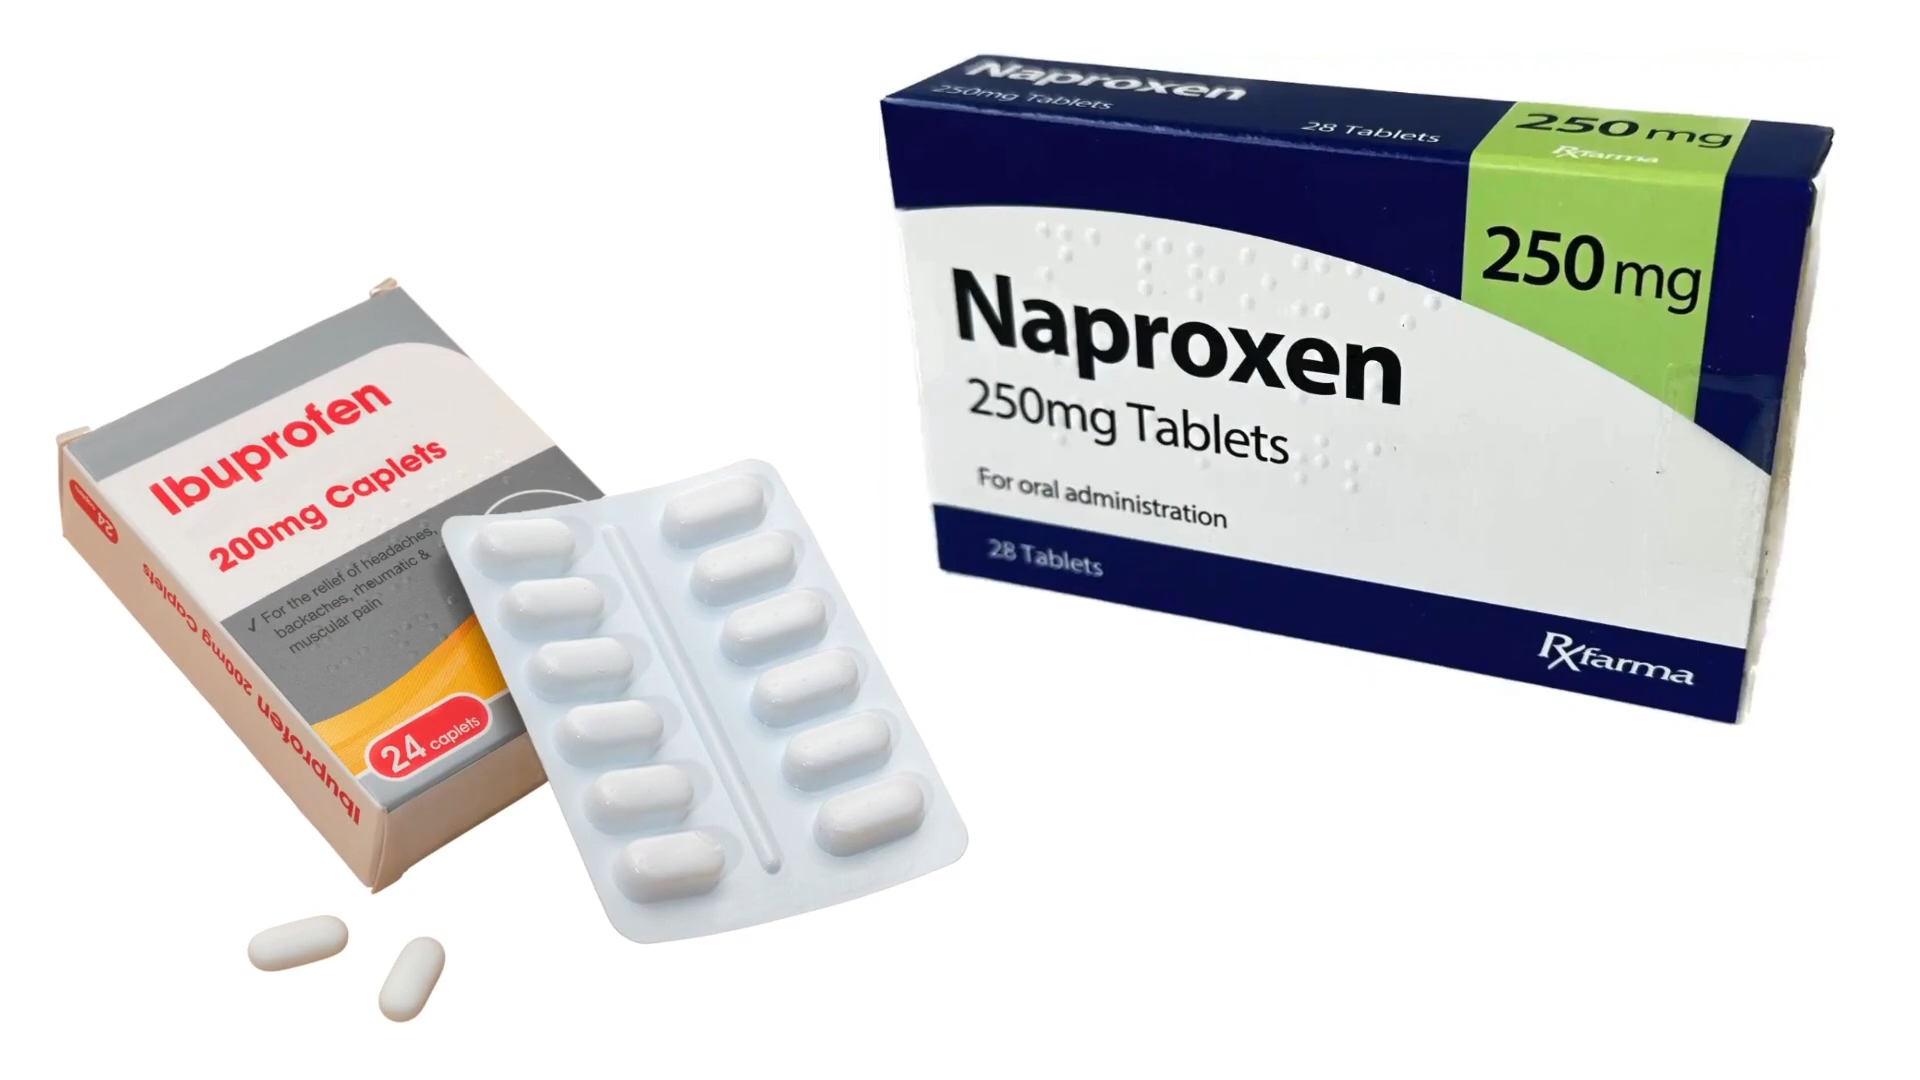 Ibuprofen
200mg Caplets
✓ For the relief of headaches,
backaches, rheumatic &
muscular pain
24 caplets
24
Ibuprofen 200mg Caplets
Naproxen
250mg Tablets
28 Tablets
250 mg
Rxfarma
250 mg
Naproxen
250mg Tablets
For oral administration
28 Tablets
Rxfarma